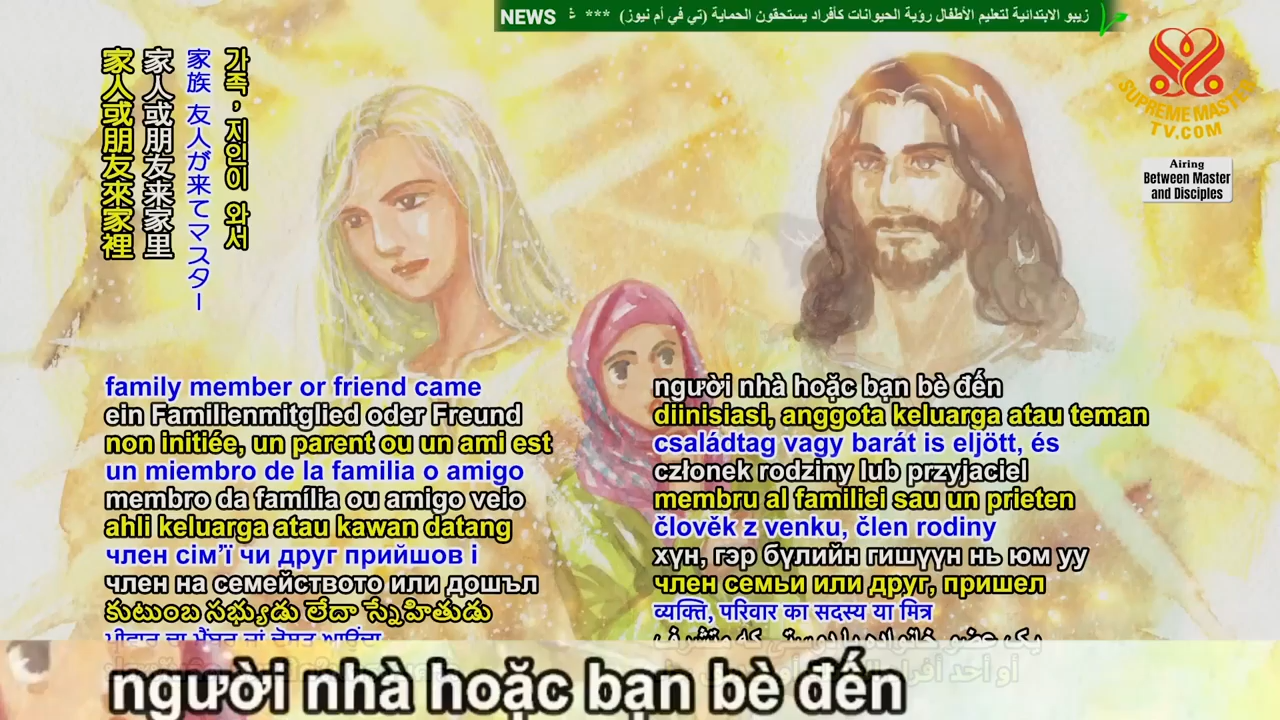 NEWS
زيبو الابتدائية لتعليم الأطفال رؤية الحيوانات كأفراد يستحقون الحماية (تي في أم نيوز) ***
SUPREME MASTER
TV.COM
Airing
Between Master
and Disciples
가족, 지인이 와서
家族 友人が来てマスター
家人或朋友来家里
家人或朋友來家裡
family member or friend came
ein Familienmitglied oder Freund
non initiée, un parent ou un ami est
un miembro de la familia o amigo
membro da família ou amigo veio
ahli keluarga atau kawan datang
член сім’ї чи друг прийшов і
член на семейството или дошъл
కుటుంబ సభ్యుడు లేదా స్నేహితుడు
người nhà hoặc bạn bè đến
diinisiasi, anggota keluarga atau teman
családtag vagy barát is eljött, és
członek rodziny lub przyjaciel
membru al familiei sau un prieten
člověk z venku, člen rodiny
хүн, гэр бүлийн гишүүн нь юм уу
член семьи или друг, пришел
व्यक्ति, परिवार का सदस्य या मित्र
người nhà hoặc bạn bè đến